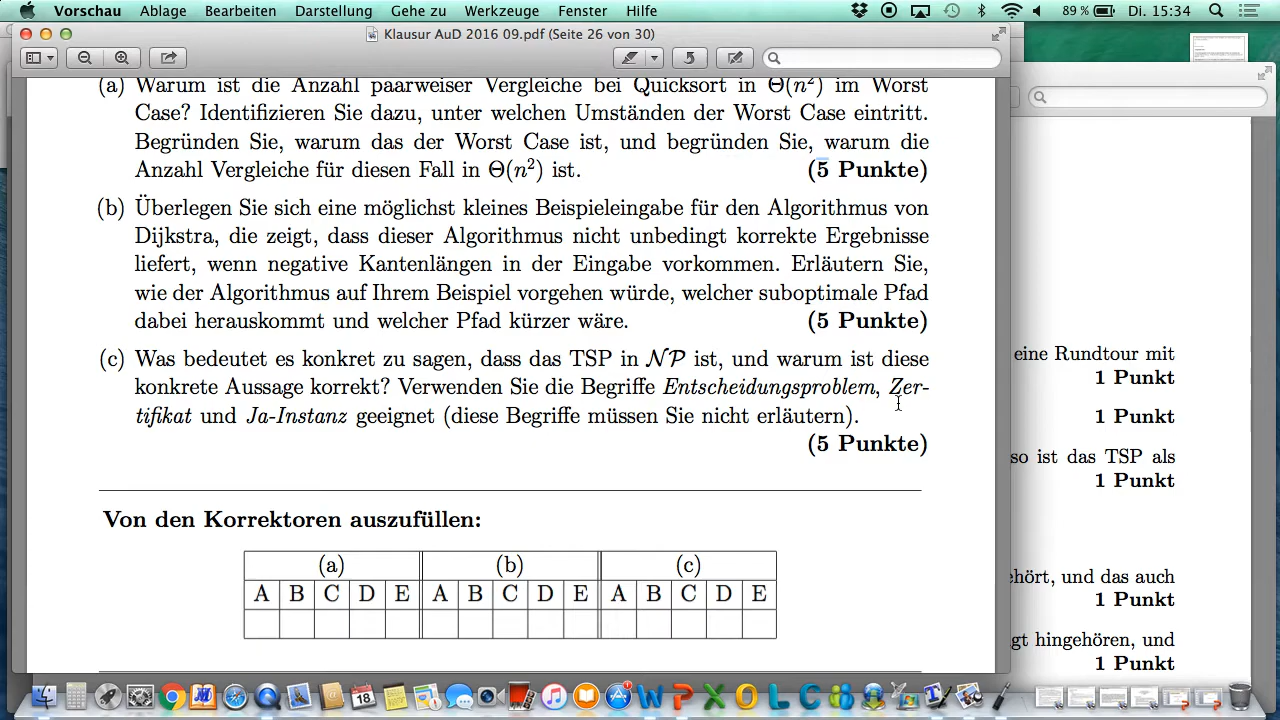 Vorschau Ablage Bearbeiten Darstellung Gehe zu Werkzeuge Fenster Hilfe 89 % Di. 15:34
Klausur AuD 2016 09.pdf (Seite 26 von 30)
(a) Warum ist die Anzahl paarweiser Vergleiche bei Quicksort in Θ(n²) im Worst
Case? Identifizieren Sie dazu, unter welchen Umständen der Worst Case eintritt.
Begründen Sie, warum das der Worst Case ist, und begründen Sie, warum die
Anzahl Vergleiche für diesen Fall in Θ(n²) ist. (5 Punkte)
(b) Überlegen Sie sich eine möglichst kleines Beispieleingabe für den Algorithmus von
Dijkstra, die zeigt, dass dieser Algorithmus nicht unbedingt korrekte Ergebnisse
liefert, wenn negative Kantenlängen in der Eingabe vorkommen. Erläutern Sie,
wie der Algorithmus auf Ihrem Beispiel vorgehen würde, welcher suboptimale Pfad
dabei herauskommt und welcher Pfad kürzer wäre. (5 Punkte)
(c) Was bedeutet es konkret zu sagen, dass das TSP in NP ist, und warum ist diese
konkrete Aussage korrekt? Verwenden Sie die Begriffe Entscheidungsproblem, Zer-
tifikat und Ja-Instanz geeignet (diese Begriffe müssen Sie nicht erläutern).
(5 Punkte)
Von den Korrektoren auszufüllen:
(a) (b) (c)
A B C D E A B C D E A B C D E
eine Rundtour mit
1 Punkt
1 Punkt
so ist das TSP als
1 Punkt
ehört, und das auch
1 Punkt
gt hingehören, und
1 Punkt